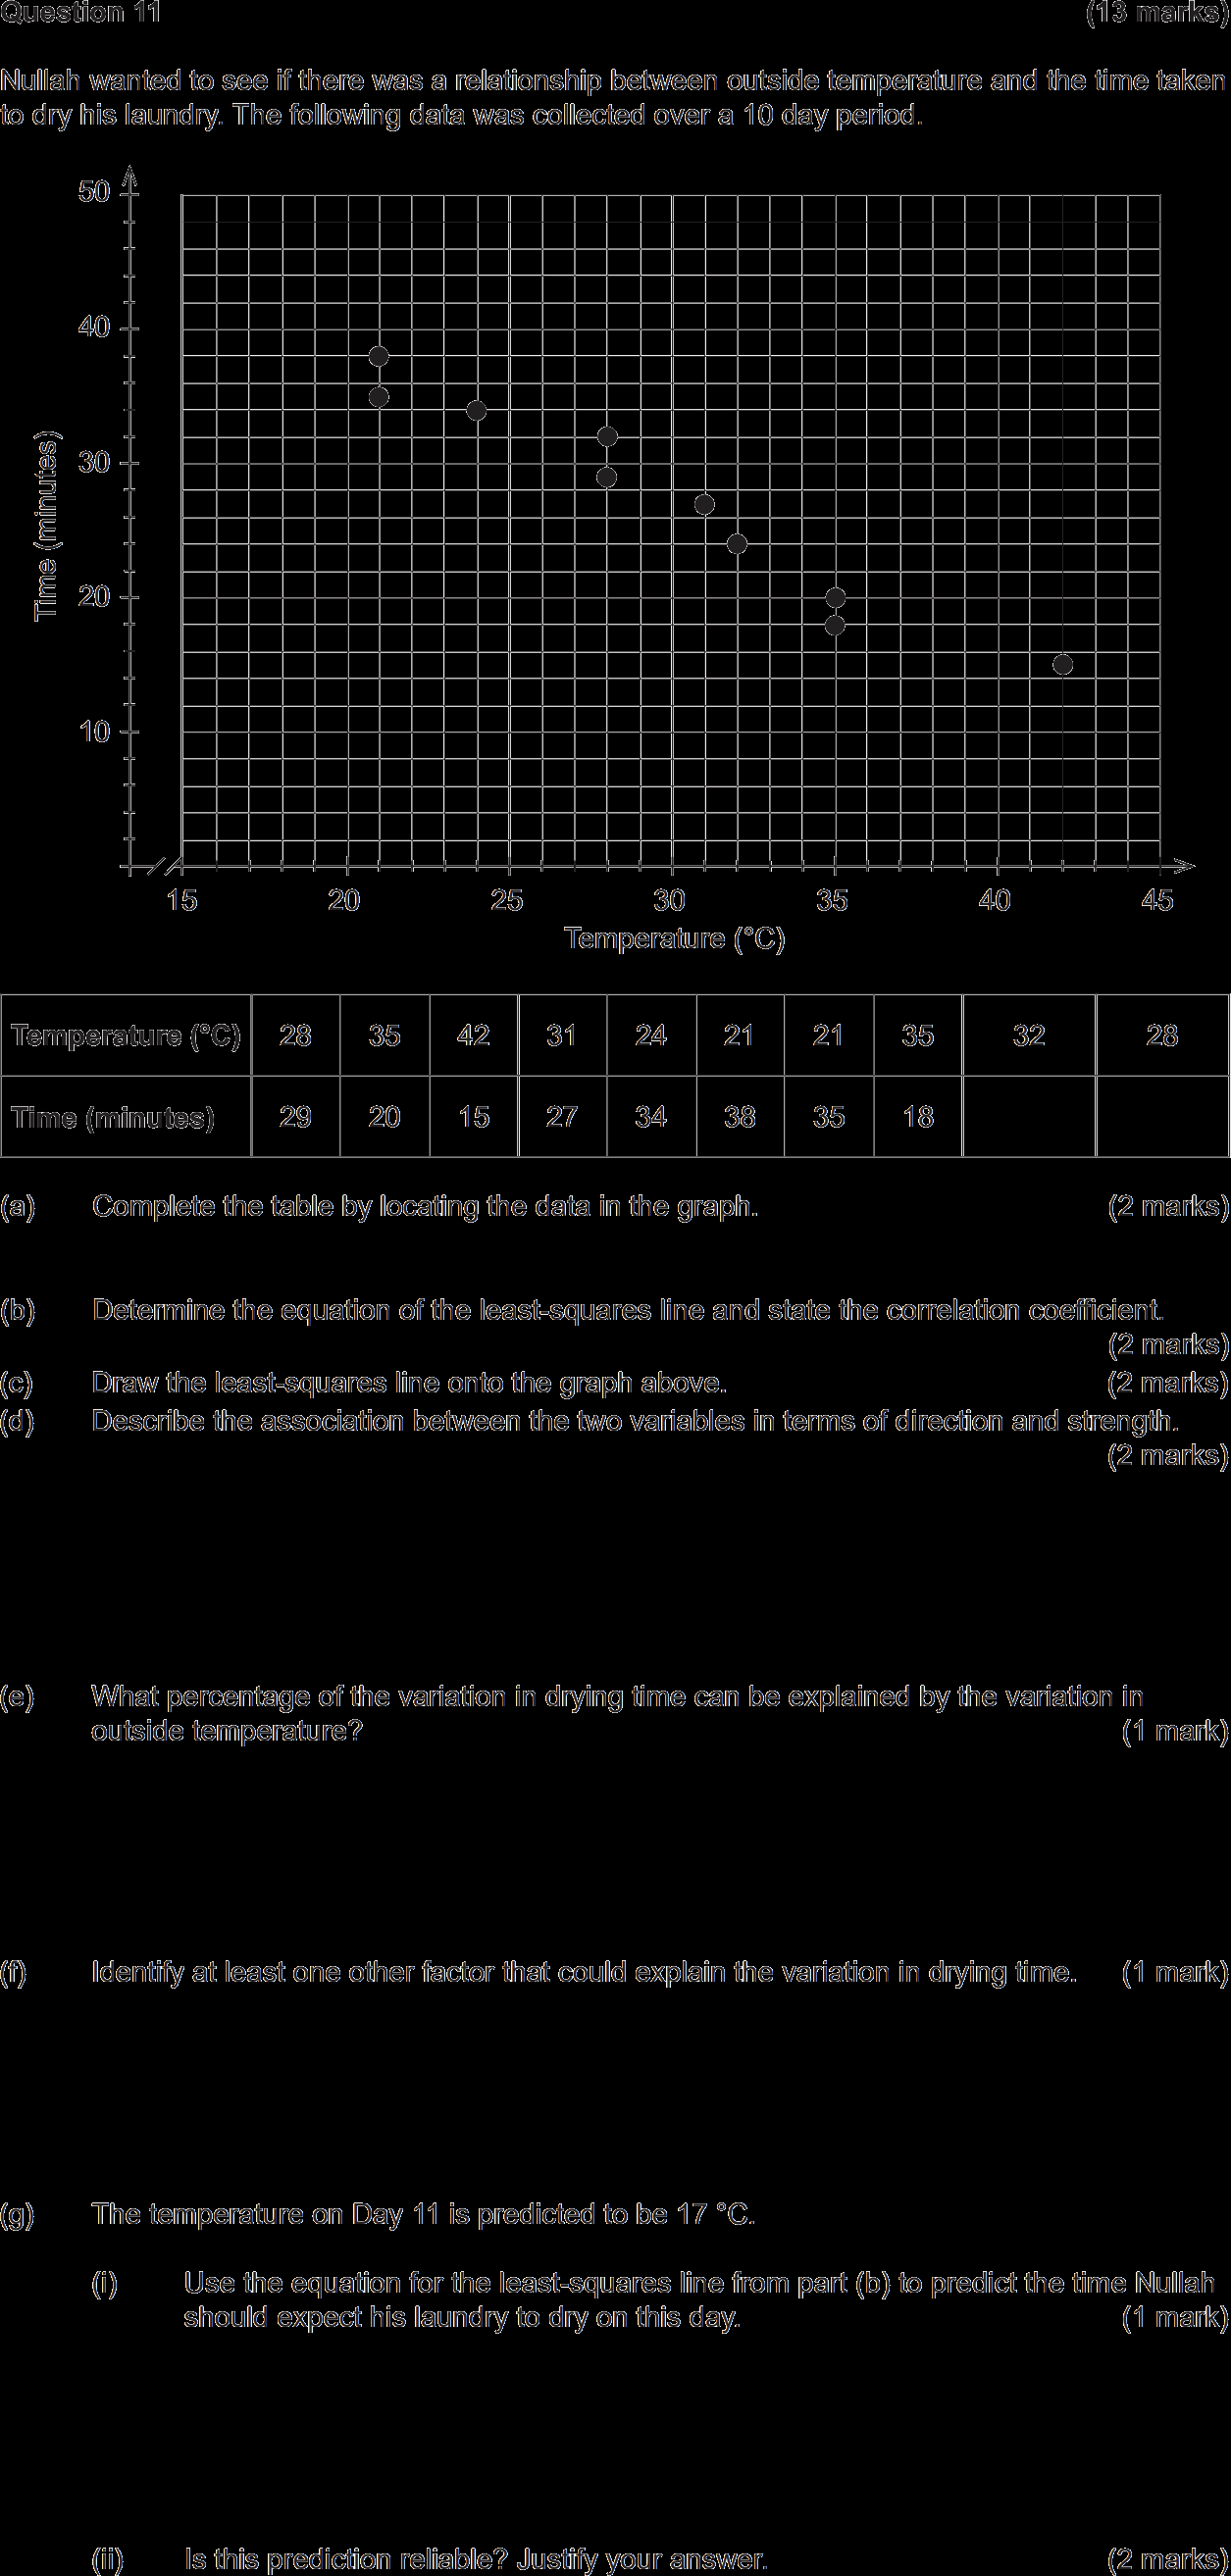 Question 11 (13 marks)
Nullah wanted to see if there was a relationship between outside temperature and the time taken
to dry his laundry. The following data was collected over a 10 day period.
50
40
30
20
10
Time (minutes)
15 20 25 30 35 40 45
Temperature (°C)
Temperature (°C) 28 35 42 31 24 21 21 35 32 28
Time (minutes) 29 20 15 27 34 38 35 18
(a) Complete the table by locating the data in the graph. (2 marks)
(b) Determine the equation of the least-squares line and state the correlation coefficient.
(2 marks)
(c) Draw the least-squares line onto the graph above. (2 marks)
(d) Describe the association between the two variables in terms of direction and strength.
(2 marks)
(e) What percentage of the variation in drying time can be explained by the variation in
outside temperature? (1 mark)
(f) Identify at least one other factor that could explain the variation in drying time. (1 mark)
(g) The temperature on Day 11 is predicted to be 17 °C.
(i) Use the equation for the least-squares line from part (b) to predict the time Nullah
should expect his laundry to dry on this day. (1 mark)
(ii) Is this prediction reliable? Justify your answer. (2 marks)